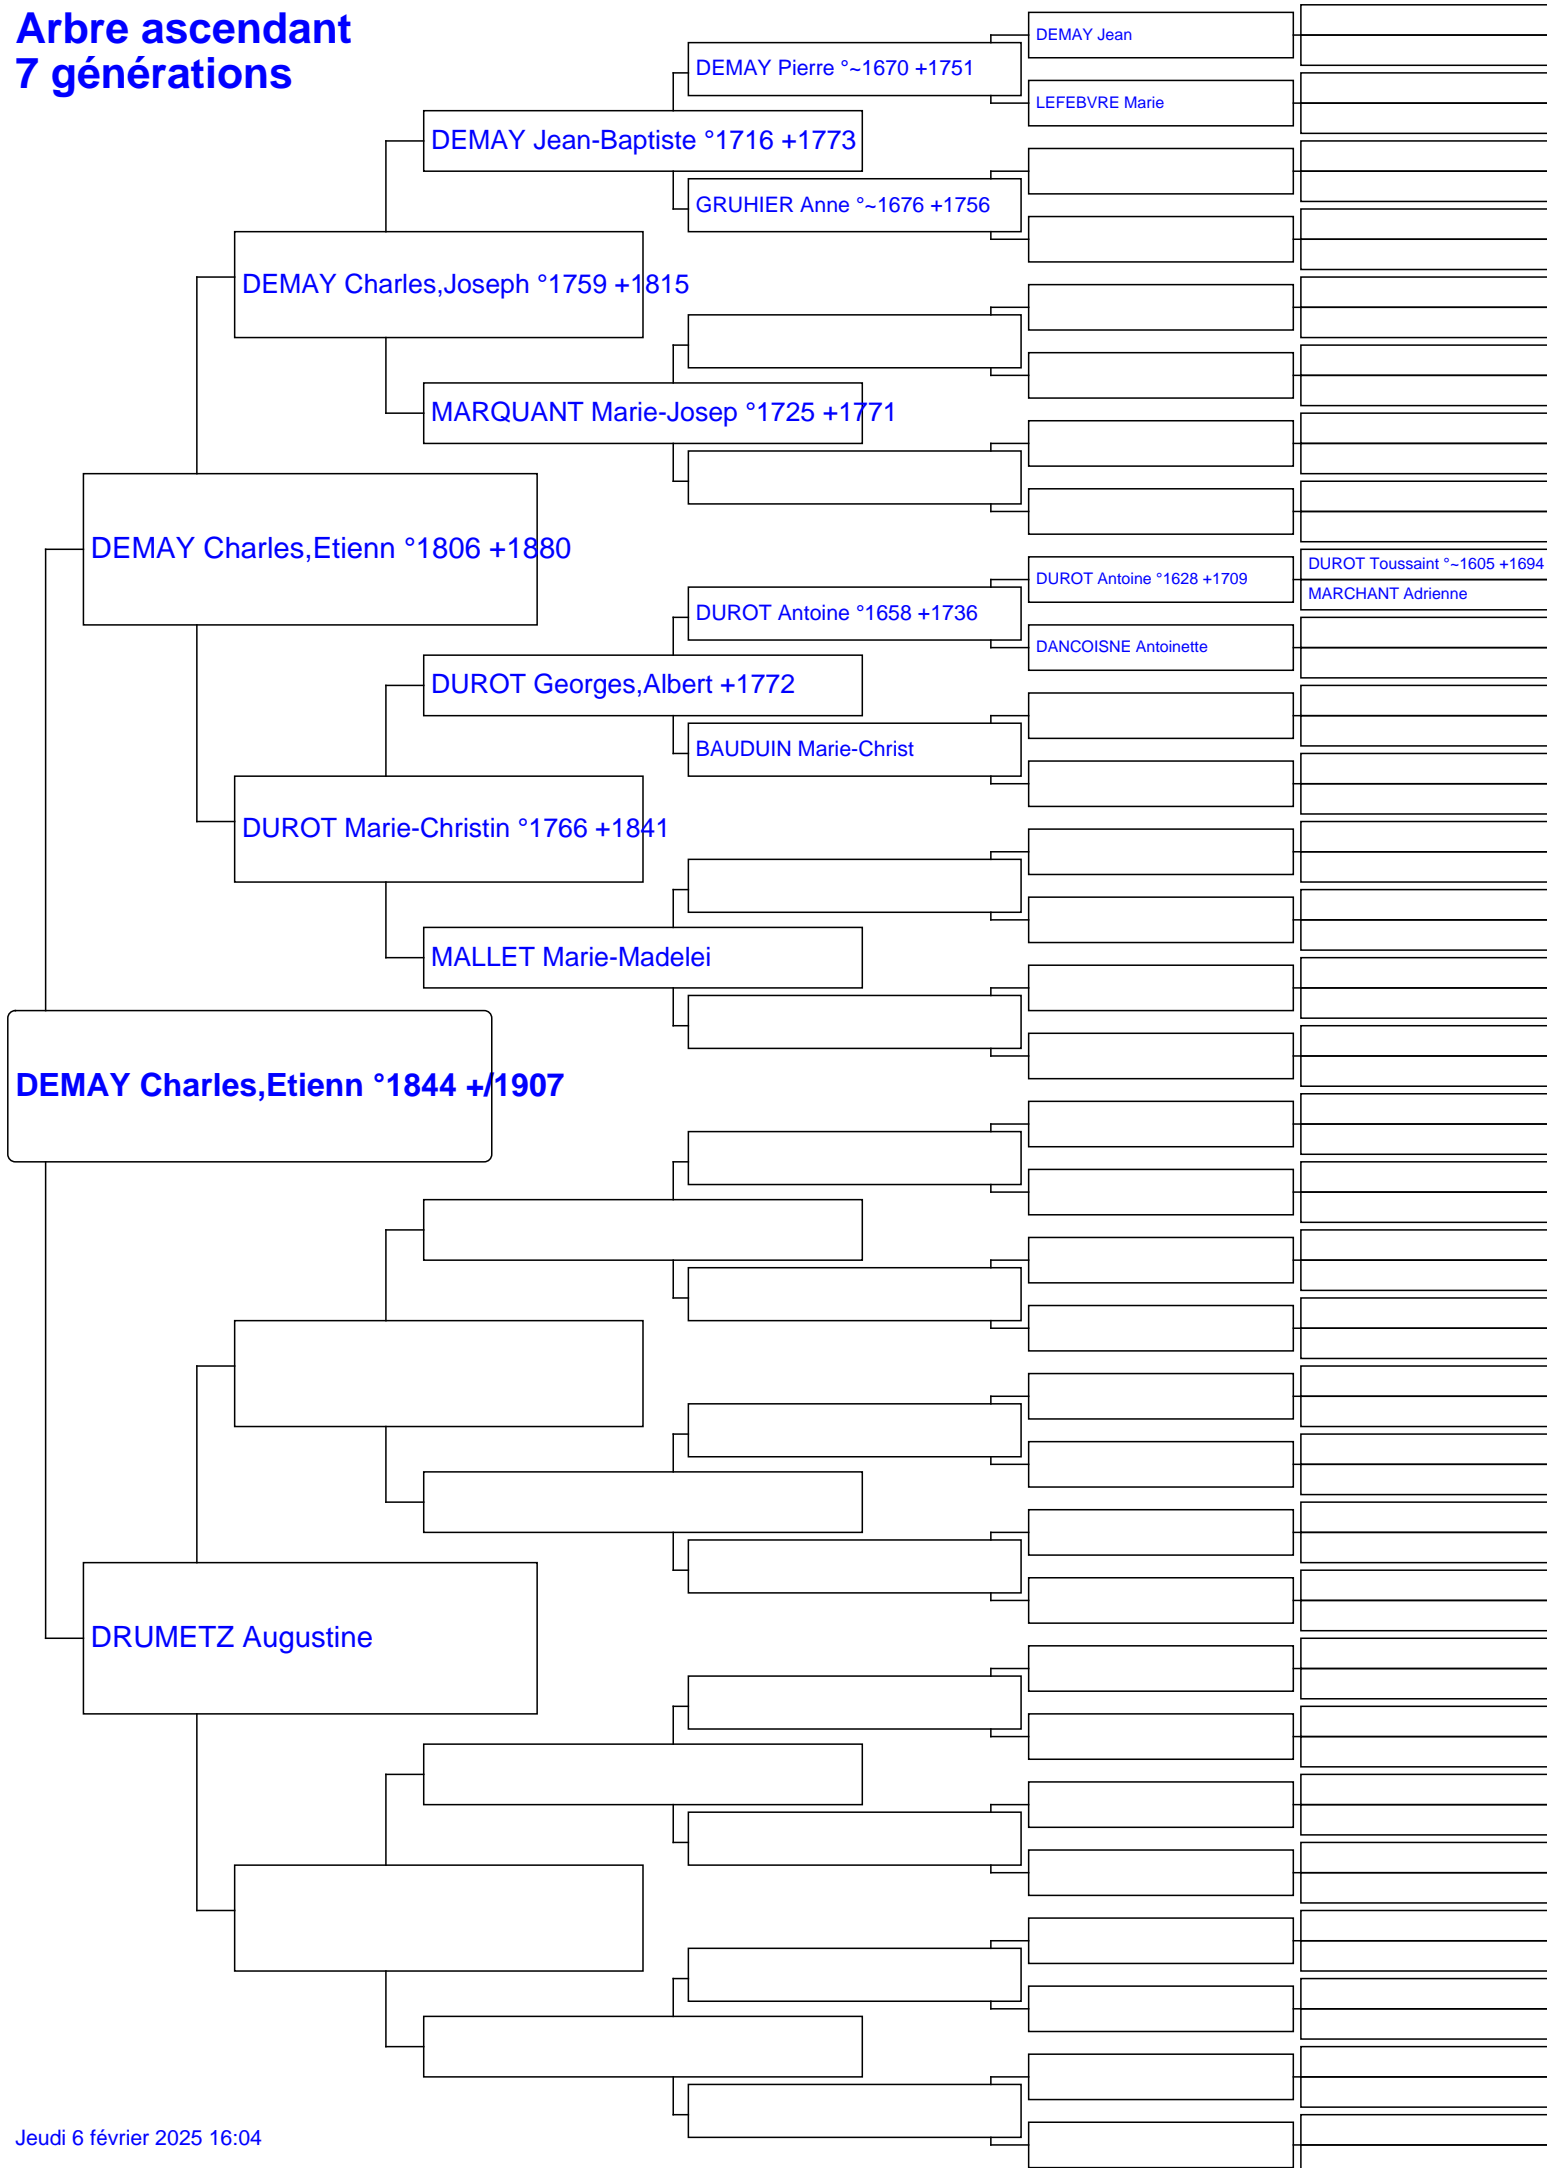 Arbre ascendant
7 générations
DEMAY Jean
DEMAY Pierre °~1670 +1751
LEFEBVRE Marie
DEMAY Jean-Baptiste °1716 +1773
GRUHIER Anne °~1676 +1756
DEMAY Charles,Joseph °1759 +1815
MARQUANT Marie-Josep °1725 +1771
DEMAY Charles,Etienn °1806 +1880
DUROT Toussaint °~1605 +1694
DUROT Antoine °1628 +1709
MARCHANT Adrienne
DUROT Antoine °1658 +1736
DANCOISNE Antoinette
DUROT Georges,Albert +1772
BAUDUIN Marie-Christ
DUROT Marie-Christin °1766 +1841
MALLET Marie-Madelei
DEMAY Charles,Etienn °1844 +/1907
DRUMETZ Augustine
Jeudi 6 février 2025 16:04